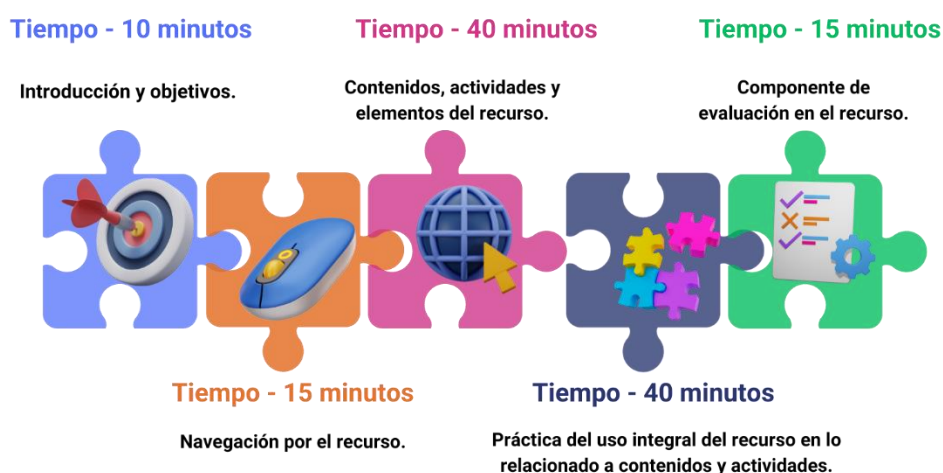 Tiempo - 10 minutos
Introducción y objetivos.
Tiempo - 15 minutos
Navegación por el recurso.
Tiempo - 40 minutos
Contenidos, actividades y
elementos del recurso.
Tiempo - 40 minutos
Práctica del uso integral del recurso en lo
relacionado a contenidos y actividades.
Tiempo - 15 minutos
Componente de
evaluación en el recurso.